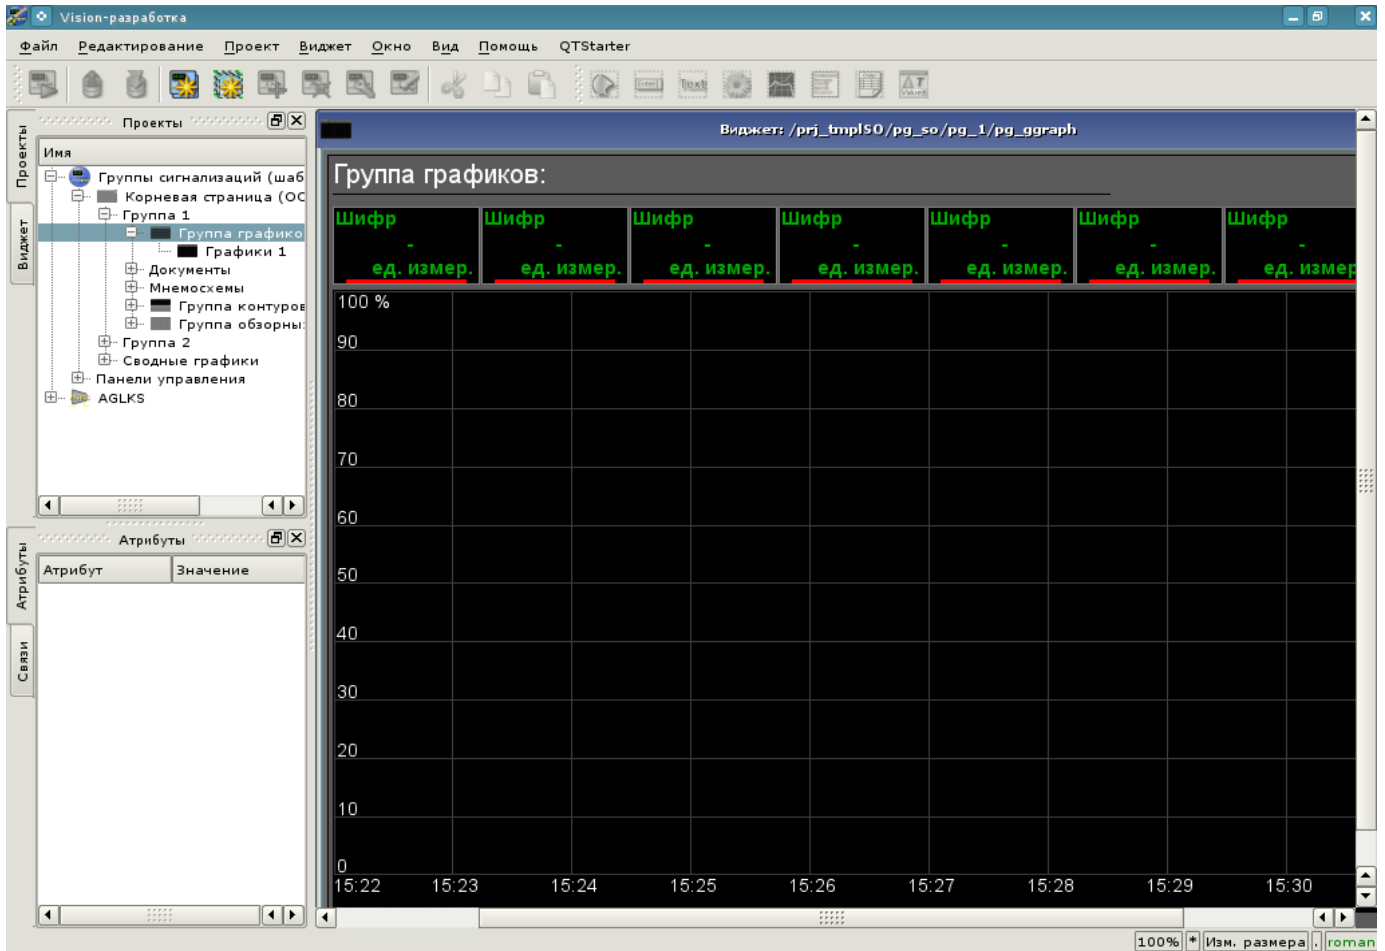 Vision-разработка
Файл Редактирование Проект Виджет Окно Вид Помощь QTStarter
Проекты
Виджет
Проекты
Имя
Группы сигнализаций (шаб
Корневая страница (ОС
Группа 1
Группа графико
Графики 1
Документы
Мнемосхемы
Группа контуров
Группа обзорны
Группа 2
Сводные графики
Панели управления
AGLKS
Атрибуты
Связи
Атрибуты
Атрибут Значение
Виджет: /prj_tmplSO/pg_so/pg_1/pg_ggraph
Группа графиков:
Шифр Шифр Шифр Шифр Шифр Шифр Шифр
- - - - - - -
ед. измер. ед. измер. ед. измер. ед. измер. ед. измер. ед. измер. ед. измер
100 %
90
80
70
60
50
40
30
20
10
0
15:22 15:23 15:24 15:25 15:26 15:27 15:28 15:29 15:30
100% * Изм. размера . roman